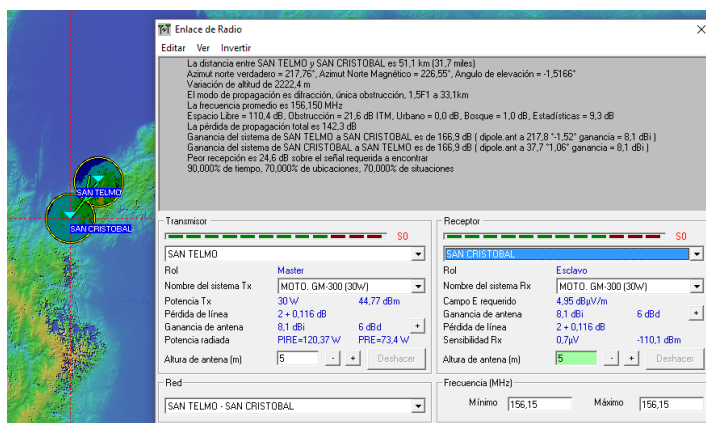 Enlace de Radio
Editar Ver Invertir
La distancia entre SAN TELMO y SAN CRISTOBAL es 51,1 km (31,7 miles)
Azimut norte verdadero = 217,76°, Azimut Norte Magnético = 226,55°, Angulo de elevación = -1,5166°
Variación de altitud de 2222,4 m
El modo de propagación es difracción, única obstrucción, 1,5F1 a 33,1km
La frecuencia promedio es 156,150 MHz
Espacio Libre = 110,4 dB, Obstrucción = 21,6 dB ITM, Urbano = 0,0 dB, Bosque = 1,0 dB, Estadísticas = 9,3 dB
La pérdida de propagación total es 142,3 dB
Ganancia del sistema de SAN TELMO a SAN CRISTOBAL es de 166,9 dB ( dipole.ant a 217,8 °-1,52° ganancia = 8,1 dBi )
Ganancia del sistema de SAN CRISTOBAL a SAN TELMO es de 166,9 dB ( dipole.ant a 37,7 °1,06° ganancia = 8,1 dBi )
Peor recepción es 24,6 dB sobre el señal requerida a encontrar
90,000% de tiempo, 70,000% de ubicaciones, 70,000% de situaciones
SAN TELMO
SAN CRISTOBAL
Transmisor
S0
SAN TELMO
Rol Master
Nombre del sistema Tx MOTO. GM-300 (30W)
Potencia Tx 30 W 44,77 dBm
Pérdida de línea 2 + 0,116 dB
Ganancia de antena 8,1 dBi 6 dBd +
Potencia radiada PIRE=120,37 W PRE=73,4 W
Altura de antena (m) 5 - + Deshacer
Receptor
S0
SAN CRISTOBAL
Rol Esclavo
Nombre del sistema Rx MOTO. GM-300 (30W)
Campo E requerido 4,95 dBµV/m
Ganancia de antena 8,1 dBi 6 dBd +
Pérdida de línea 2 + 0,116 dB
Sensibilidad Rx 0,7µV -110,1 dBm
Altura de antena (m) 5 - + Deshacer
Red
SAN TELMO - SAN CRISTOBAL
Frecuencia (MHz)
Mínimo 156,15 Máximo 156,15